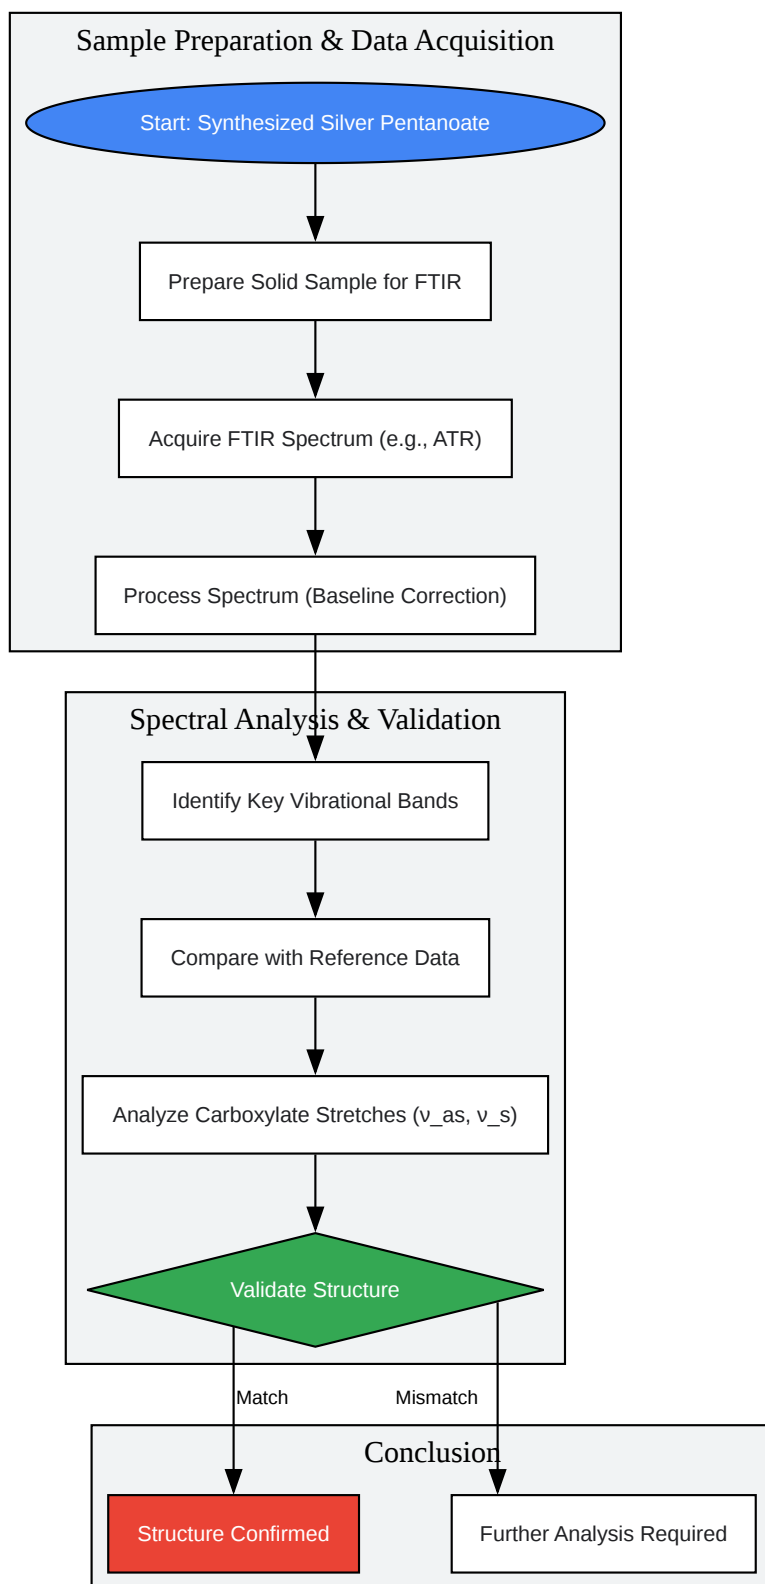 Sample Preparation & Data Acquisition
Start: Synthesized Silver Pentanoate
Prepare Solid Sample for FTIR
Acquire FTIR Spectrum (e.g., ATR)
Process Spectrum (Baseline Correction)
Spectral Analysis & Validation
Identify Key Vibrational Bands
Compare with Reference Data
Analyze Carboxylate Stretches (ν_as, ν_s)
Validate Structure
Match
Mismatch
Conclusion
Structure Confirmed
Further Analysis Required